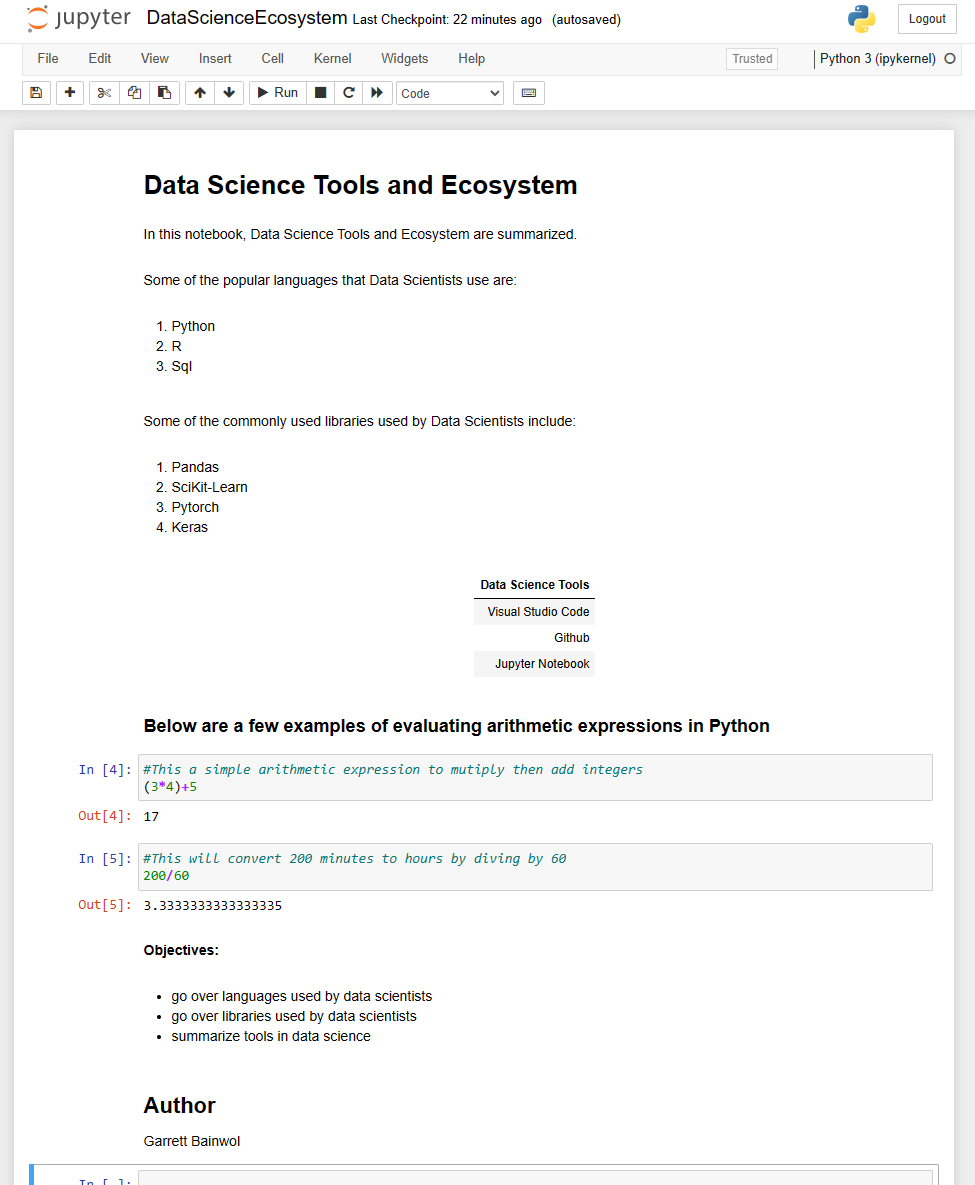 jupyter DataScienceEcosystem Last Checkpoint: 22 minutes ago (autosaved) Logout
File Edit View Insert Cell Kernel Widgets Help Trusted Python 3 (ipykernel)
Run Code
Data Science Tools and Ecosystem
In this notebook, Data Science Tools and Ecosystem are summarized.
Some of the popular languages that Data Scientists use are:
1. Python
2. R
3. Sql
Some of the commonly used libraries used by Data Scientists include:
1. Pandas
2. SciKit-Learn
3. Pytorch
4. Keras
Data Science Tools
Visual Studio Code
Github
Jupyter Notebook
Below are a few examples of evaluating arithmetic expressions in Python
In [4]: #This a simple arithmetic expression to mutiply then add integers
(3*4)+5
Out[4]: 17
In [5]: #This will convert 200 minutes to hours by diving by 60
200/60
Out[5]: 3.3333333333333335
Objectives:
• go over languages used by data scientists
• go over libraries used by data scientists
• summarize tools in data science
Author
Garrett Bainwol
In [ ]: